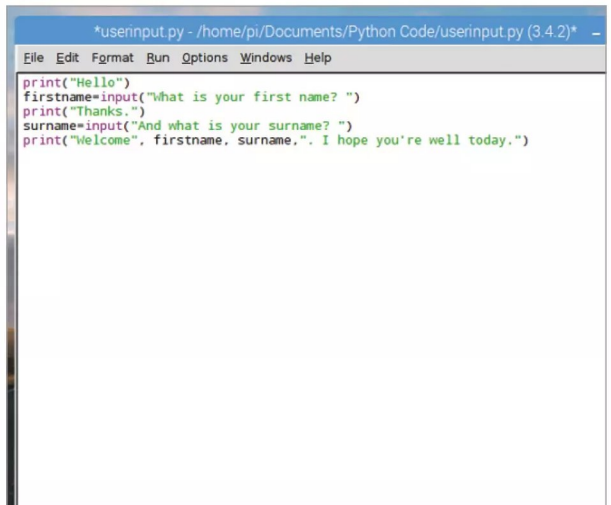 *userinput.py - /home/pi/Documents/Python Code/userinput.py (3.4.2)*
File Edit Format Run Options Windows Help
print("Hello")
firstname=input("What is your first name? ")
print("Thanks.")
surname=input("And what is your surname? ")
print("Welcome", firstname, surname,". I hope you're well today.")